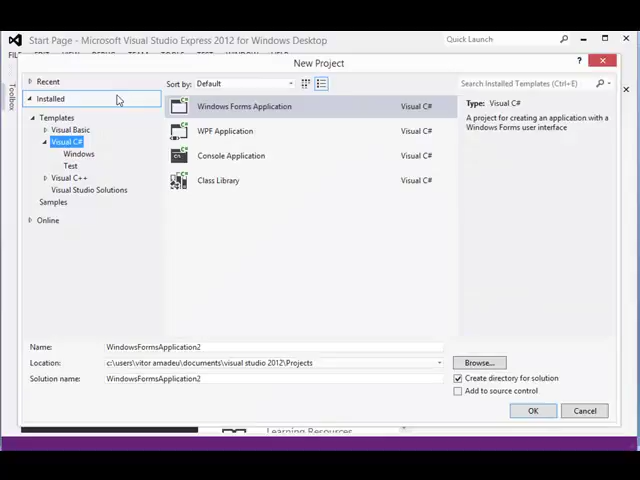 Start Page - Microsoft Visual Studio Express 2012 for Windows Desktop
Quick Launch
New Project
?
Toolbox
Recent
Installed
Templates
Visual Basic
Visual C#
Windows
Test
Visual C++
Visual Studio Solutions
Samples
Online
Sort by: Default
Search Installed Templates (Ctrl+E)
Windows Forms Application Visual C#
WPF Application Visual C#
Console Application Visual C#
Class Library Visual C#
Type: Visual C#
A project for creating an application with a
Windows Forms user interface
Name: WindowsFormsApplication2
Location: c:\users\vitor amadeu\documents\visual studio 2012\Projects
Browse...
Solution name: WindowsFormsApplication2
Create directory for solution
Add to source control
OK
Cancel
Learning Resources